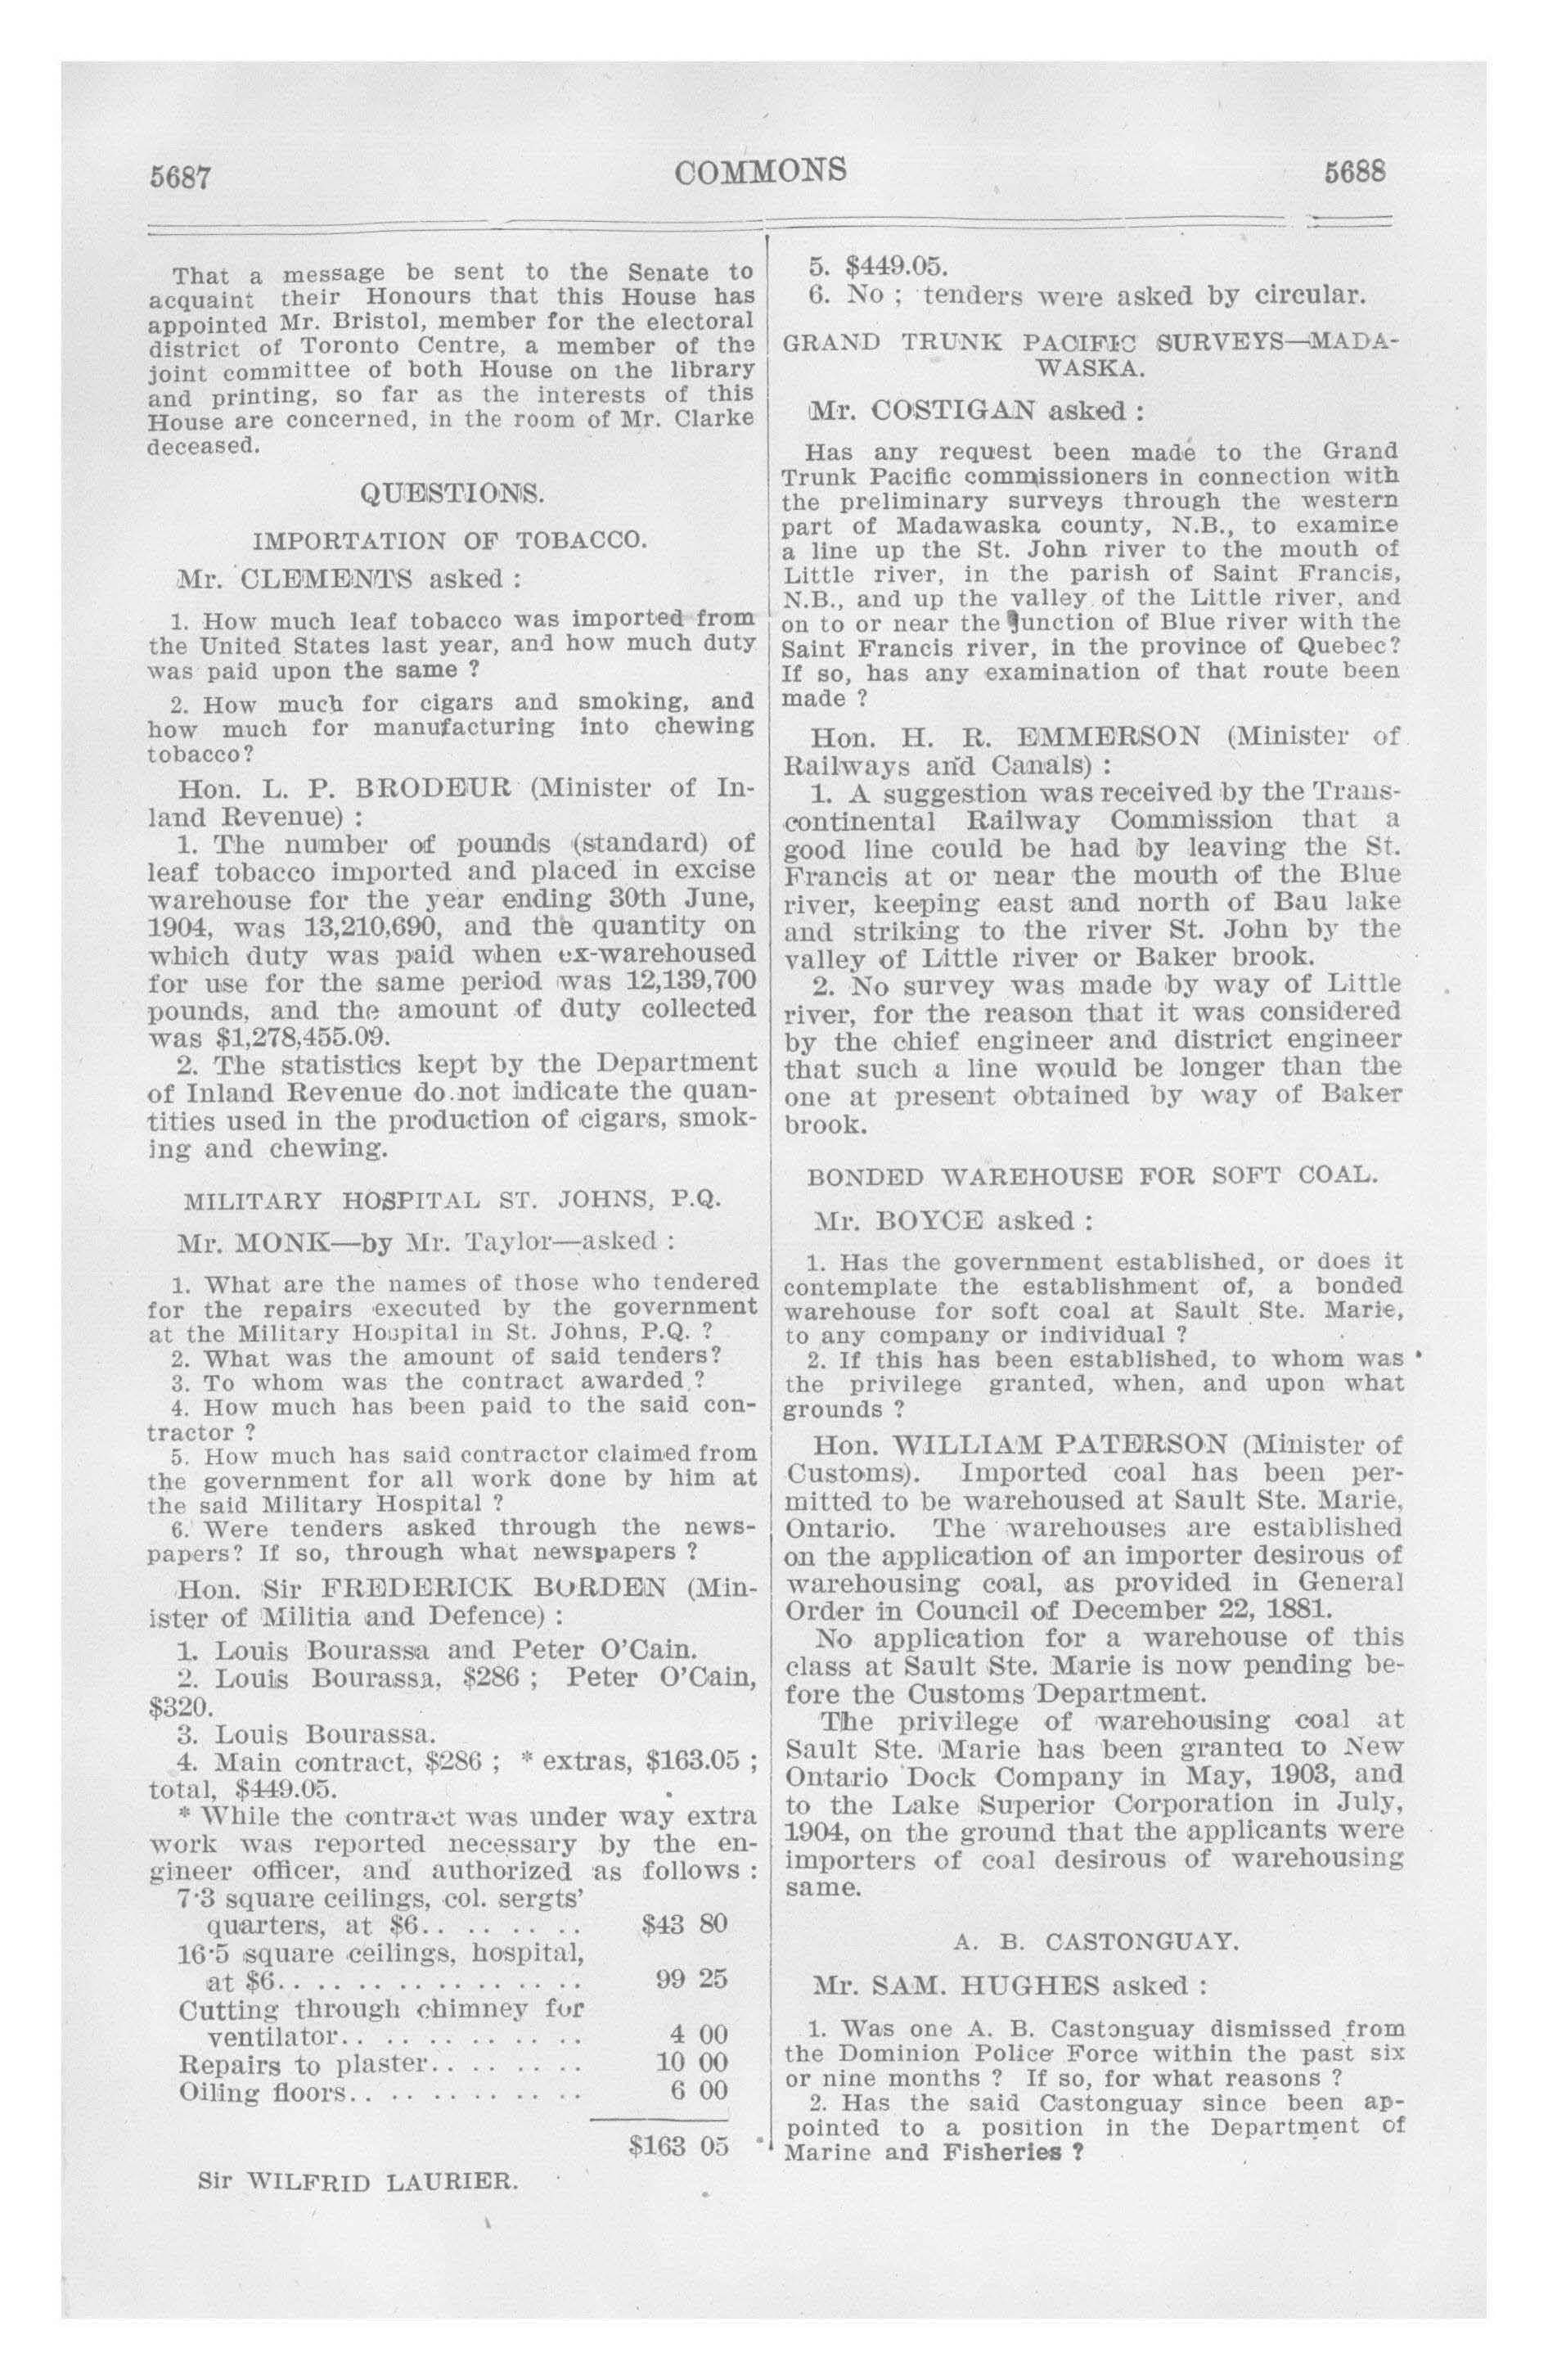 5687
COMMONS
5688
That a message be sent to the Senate to
acquaint their Honours that this House has
appointed Mr. Bristol, member for the electoral
district of Toronto Centre, a member of the
joint committee of both House on the library
and printing, so far as the interests of this
House are concerned, in the room of Mr. Clarke
deceased.
QUESTIONS.
IMPORTATION OF TOBACCO.
Mr. CLEMENTS asked :
1. How much leaf tobacco was imported from
the United States last year, and how much duty
was paid upon the same ?
2. How much for cigars and smoking, and
how much for manufacturing into chewing
tobacco?
Hon. L. P. BRODEUR (Minister of In-
land Revenue) :
1. The number of pounds (standard) of
leaf tobacco imported and placed in excise
warehouse for the year ending 30th June,
1904, was 13,210,690, and the quantity on
which duty was paid when ex-warehoused
for use for the same period was 12,139,700
pounds, and the amount of duty collected
was $1,278,455.09.
2. The statistics kept by the Department
of Inland Revenue do not indicate the quan-
tities used in the production of cigars, smok-
ing and chewing.
MILITARY HOSPITAL ST. JOHNS, P.Q.
Mr. MONK—by Mr. Taylor—asked :
1. What are the names of those who tendered
for the repairs executed by the government
at the Military Hospital in St. Johns, P.Q. ?
2. What was the amount of said tenders?
3. To whom was the contract awarded ?
4. How much has been paid to the said con-
tractor ?
5. How much has said contractor claimed from
the government for all work done by him at
the said Military Hospital ?
6. Were tenders asked through the news-
papers? If so, through what newspapers ?
Hon. Sir FREDERICK BORDEN (Min-
ister of Militia and Defence) :
1. Louis Bourassa and Peter O'Cain.
2. Louis Bourassa, $286 ; Peter O'Cain,
$320.
3. Louis Bourassa.
4. Main contract, $286 ; * extras, $163.05 ;
total, $449.05.
* While the contract was under way extra
work was reported necessary by the en-
gineer officer, and authorized as follows :
7·3 square ceilings, col. sergts'
quarters, at $6.. .. .. .. .. $43 80
16·5 square ceilings, hospital,
at $6.. .. .. .. .. .. .. .. 99 25
Cutting through chimney for
ventilator.. .. .. .. .. .. 4 00
Repairs to plaster.. .. .. .. 10 00
Oiling floors.. .. .. .. .. .. 6 00
$163 05
Sir WILFRID LAURIER.
5. $449.05.
6. No ; tenders were asked by circular.
GRAND TRUNK PACIFIC SURVEYS—MADA-
WASKA.
Mr. COSTIGAN asked :
Has any request been made to the Grand
Trunk Pacific commissioners in connection with
the preliminary surveys through the western
part of Madawaska county, N.B., to examine
a line up the St. John river to the mouth of
Little river, in the parish of Saint Francis,
N.B., and up the valley of the Little river, and
on to or near the junction of Blue river with the
Saint Francis river, in the province of Quebec?
If so, has any examination of that route been
made ?
Hon. H. R. EMMERSON (Minister of
Railways and Canals) :
1. A suggestion was received by the Trans-
continental Railway Commission that a
good line could be had by leaving the St.
Francis at or near the mouth of the Blue
river, keeping east and north of Bau lake
and striking to the river St. John by the
valley of Little river or Baker brook.
2. No survey was made by way of Little
river, for the reason that it was considered
by the chief engineer and district engineer
that such a line would be longer than the
one at present obtained by way of Baker
brook.
BONDED WAREHOUSE FOR SOFT COAL.
Mr. BOYCE asked :
1. Has the government established, or does it
contemplate the establishment of, a bonded
warehouse for soft coal at Sault Ste. Marie,
to any company or individual ?
2. If this has been established, to whom was
the privilege granted, when, and upon what
grounds ?
Hon. WILLIAM PATERSON (Minister of
Customs). Imported coal has been per-
mitted to be warehoused at Sault Ste. Marie,
Ontario. The warehouses are established
on the application of an importer desirous of
warehousing coal, as provided in General
Order in Council of December 22, 1881.
No application for a warehouse of this
class at Sault Ste. Marie is now pending be-
fore the Customs Department.
The privilege of warehousing coal at
Sault Ste. Marie has been granted to New
Ontario Dock Company in May, 1903, and
to the Lake Superior Corporation in July,
1904, on the ground that the applicants were
importers of coal desirous of warehousing
same.
A. B. CASTONGUAY.
Mr. SAM. HUGHES asked :
1. Was one A. B. Castonguay dismissed from
the Dominion Police Force within the past six
or nine months ? If so, for what reasons ?
2. Has the said Castonguay since been ap-
pointed to a position in the Department of
Marine and Fisheries ?